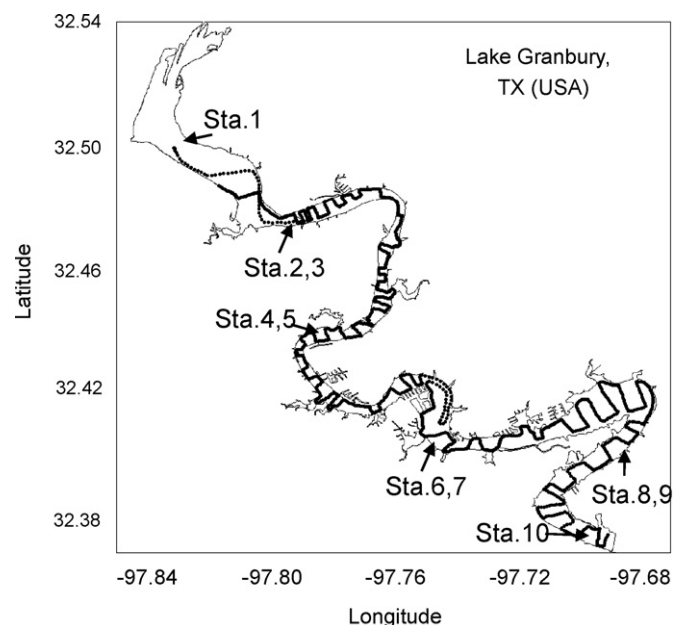 32.54
Lake Granbury,
TX (USA)
Sta.1
32.50
Sta.2,3
32.46
Latitude
Sta.4,5
32.42
Sta.6,7
Sta.8,9
32.38
Sta.10
-97.84 -97.80 -97.76 -97.72 -97.68
Longitude